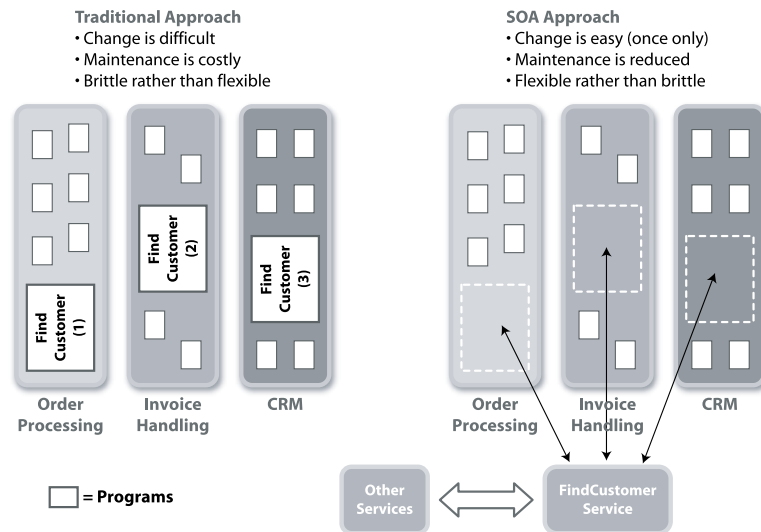 Traditional Approach
• Change is difficult
• Maintenance is costly
• Brittle rather than flexible
SOA Approach
• Change is easy (once only)
• Maintenance is reduced
• Flexible rather than brittle
Find
Customer
(1)
Find
Customer
(2)
Find
Customer
(3)
Order
Processing
Invoice
Handling
CRM
Order
Processing
Invoice
Handling
CRM
= Programs
Other
Services
FindCustomer
Service